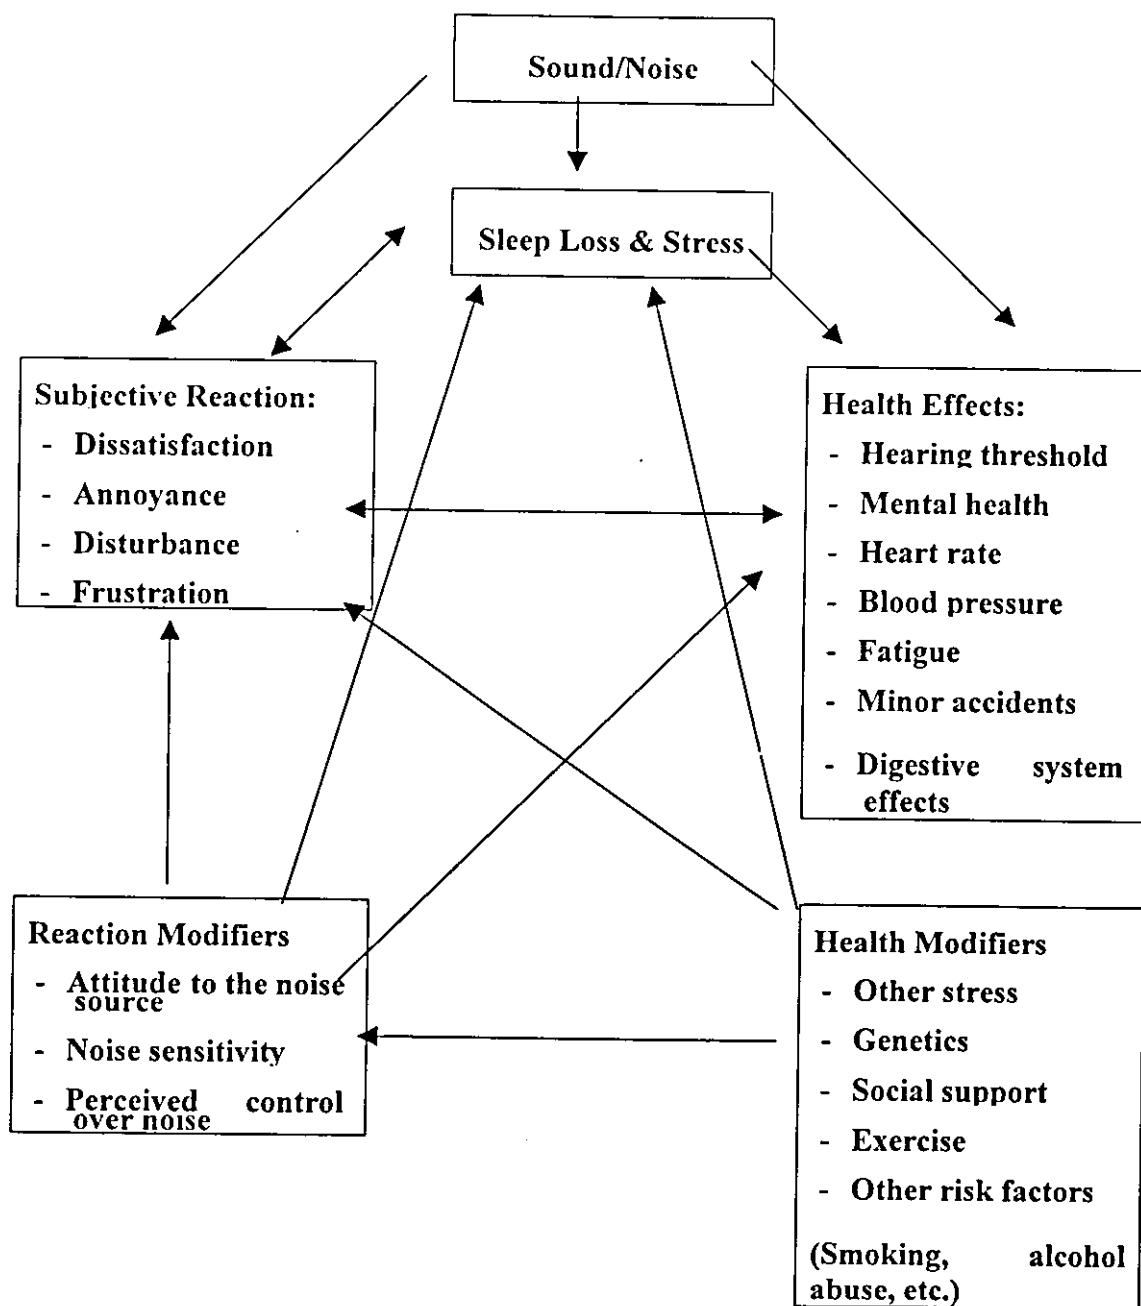 Sound/Noise
Sleep Loss & Stress
Subjective Reaction:
- Dissatisfaction
- Annoyance
- Disturbance
- Frustration
Health Effects:
- Hearing threshold
- Mental health
- Heart rate
- Blood pressure
- Fatigue
- Minor accidents
- Digestive system
effects
Reaction Modifiers
- Attitude to the noise
source
- Noise sensitivity
- Perceived control
over noise
Health Modifiers
- Other stress
- Genetics
- Social support
- Exercise
- Other risk factors
(Smoking, alcohol
abuse, etc.)